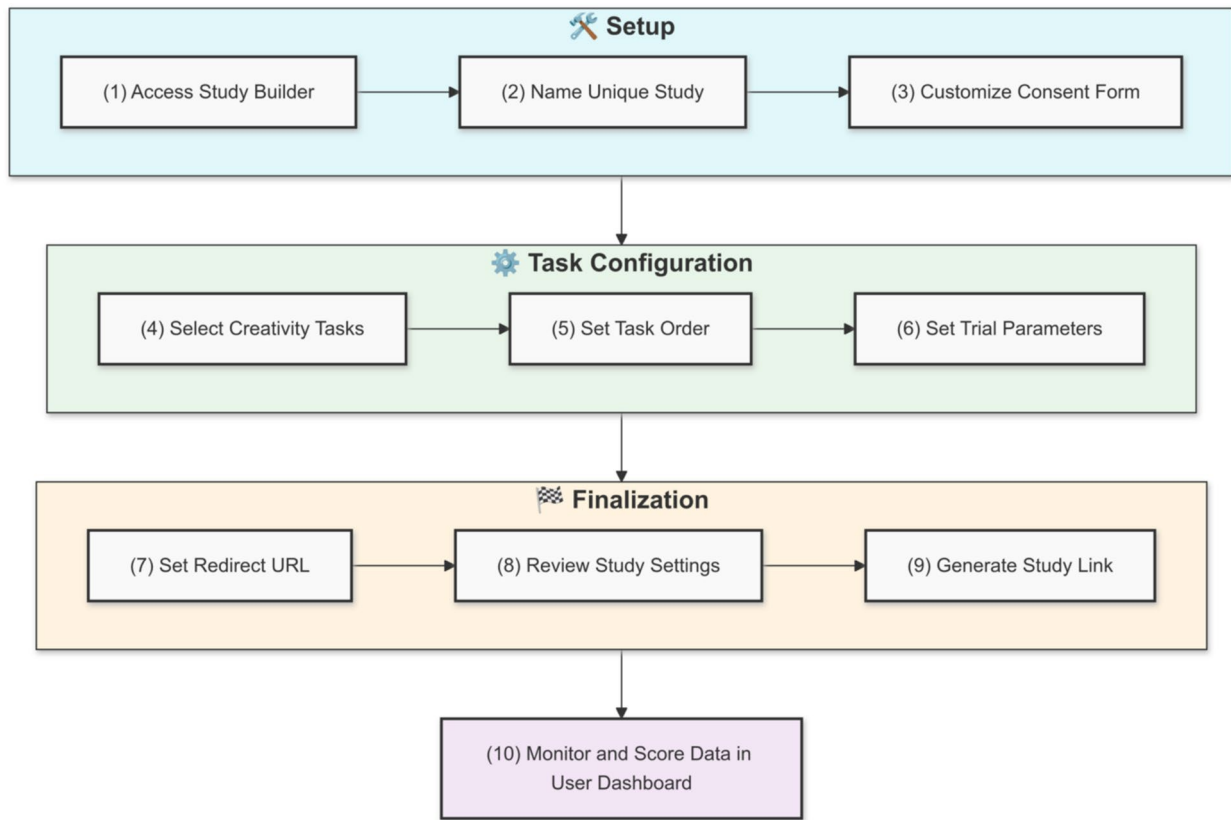 🛠️ Setup
(1) Access Study Builder
(2) Name Unique Study
(3) Customize Consent Form
⚙️ Task Configuration
(4) Select Creativity Tasks
(5) Set Task Order
(6) Set Trial Parameters
🏁 Finalization
(7) Set Redirect URL
(8) Review Study Settings
(9) Generate Study Link
(10) Monitor and Score Data in
User Dashboard